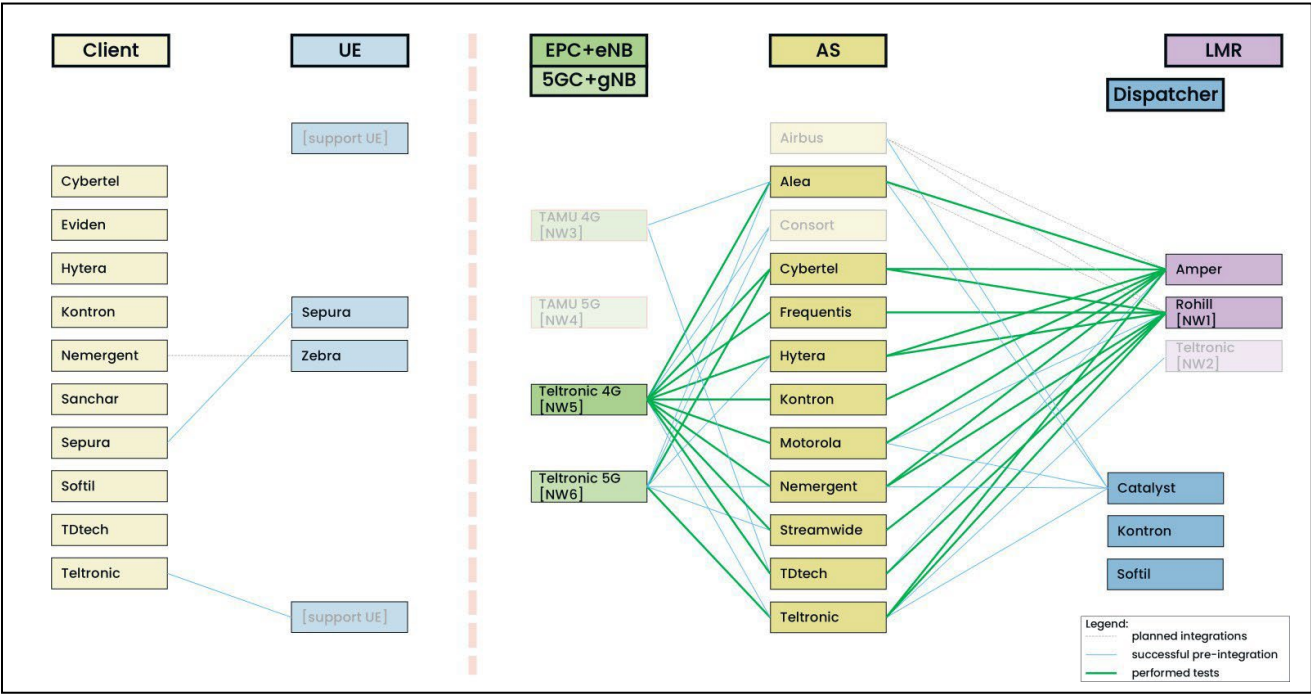 Client
UE
EPC+eNB
5GC+gNB
AS
LMR
Dispatcher
[support UE]
Airbus
Cybertel
Alea
Eviden
TAMU 4G
[NW3]
Consort
Hytera
Cybertel
Amper
Kontron
Sepura
TAMU 5G
[NW4]
Frequentis
Rohill
[NW1]
Nemergent
Zebra
Hytera
Teltronic
[NW2]
Sanchar
Teltronic 4G
[NW5]
Kontron
Sepura
Motorola
Softil
Teltronic 5G
[NW6]
Nemergent
Catalyst
TDtech
Streamwide
Kontron
Teltronic
TDtech
Softil
[support UE]
Teltronic
Legend:
planned integrations
successful pre-integration
performed tests